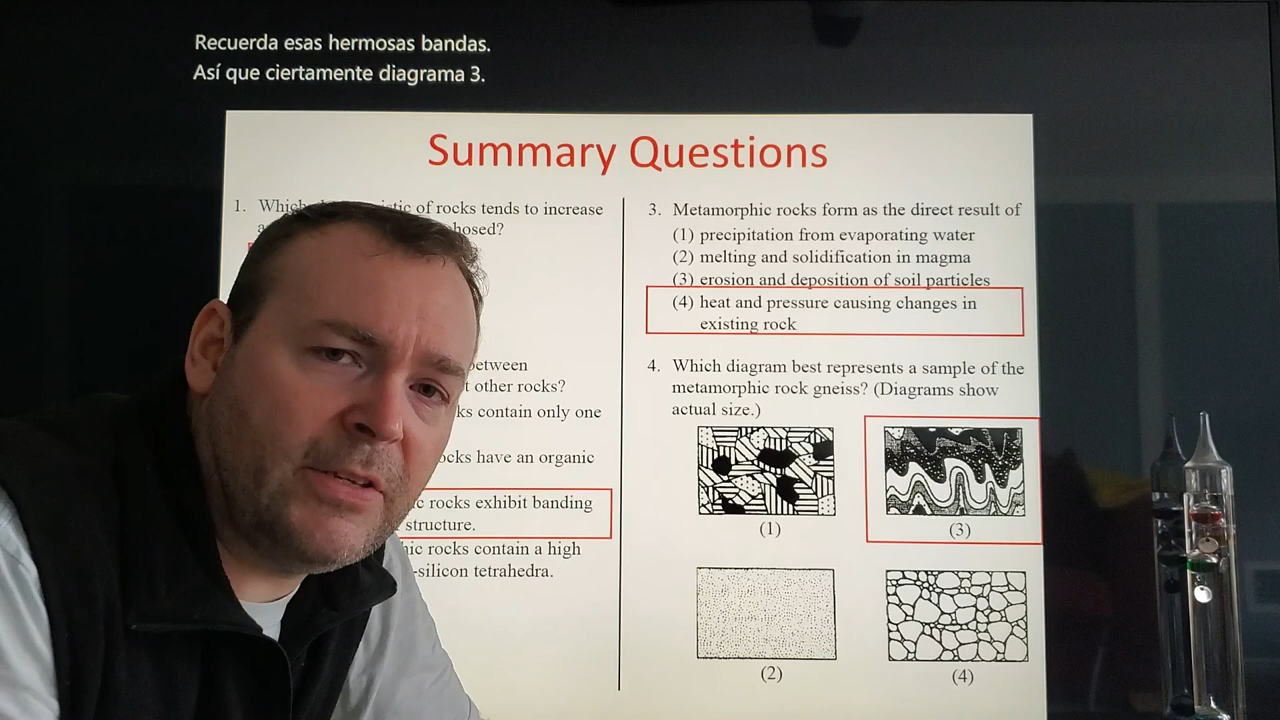 Recuerda esas hermosas bandas.
Así que ciertamente diagrama 3.
Summary Questions
1. Which istic of rocks tends to increase
hosed?
etween
t other rocks?
ks contain only one
ocks have an organic
ic rocks exhibit banding
structure.
hic rocks contain a high
-silicon tetrahedra.
3. Metamorphic rocks form as the direct result of
(1) precipitation from evaporating water
(2) melting and solidification in magma
(3) erosion and deposition of soil particles
(4) heat and pressure causing changes in
existing rock
4. Which diagram best represents a sample of the
metamorphic rock gneiss? (Diagrams show
actual size.)
(1)
(3)
(2)
(4)